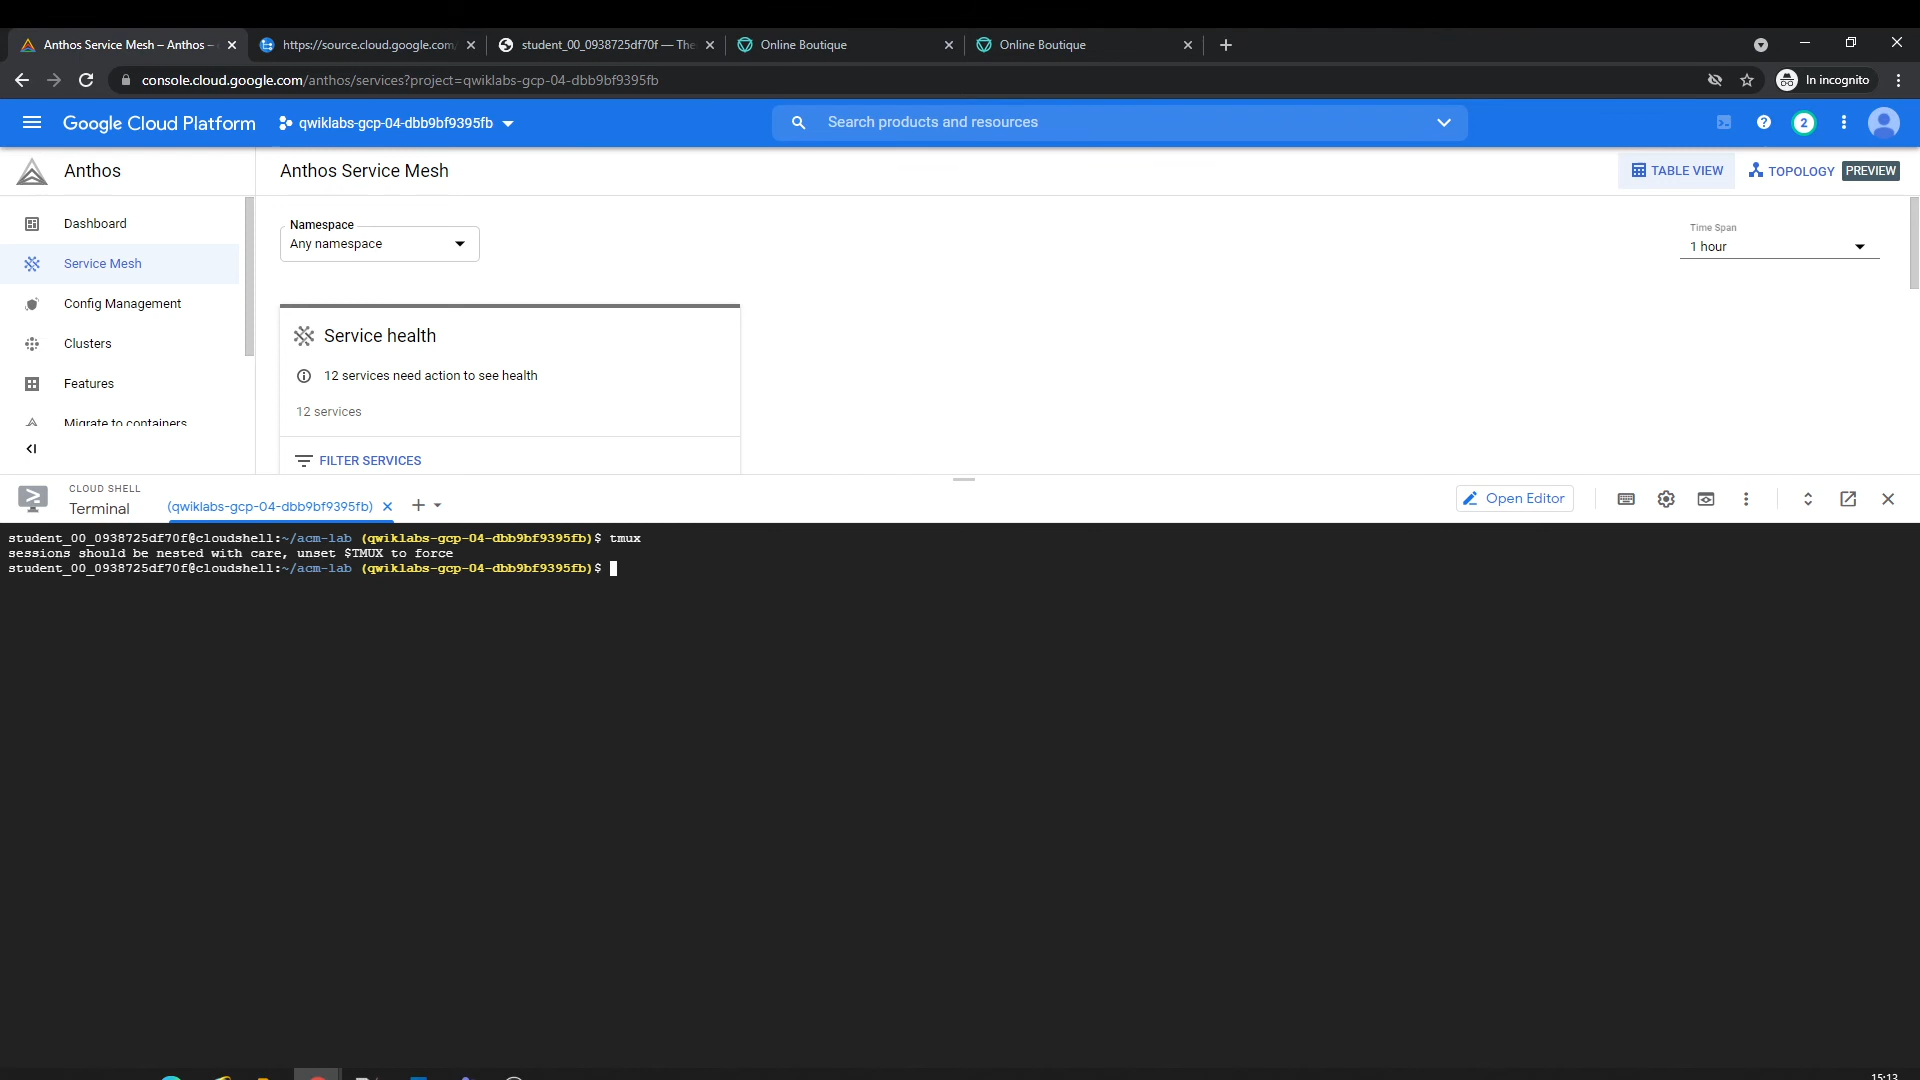 Anthos Service Mesh – Anthos –
https://source.cloud.google.com/
student_00_0938725df70f — The
Online Boutique
Online Boutique
console.cloud.google.com/anthos/services?project=qwiklabs-gcp-04-dbb9bf9395fb
In incognito
Google Cloud Platform
qwiklabs-gcp-04-dbb9bf9395fb
Search products and resources
2
Anthos
Anthos Service Mesh
TABLE VIEW
TOPOLOGY
PREVIEW
Dashboard
Service Mesh
Config Management
Clusters
Features
Migrate to containers
Namespace
Any namespace
Time Span
1 hour
Service health
12 services need action to see health
12 services
FILTER SERVICES
CLOUD SHELL
Terminal
(qwiklabs-gcp-04-dbb9bf9395fb)
Open Editor
student_00_0938725df70f@cloudshell:~/acm-lab (qwiklabs-gcp-04-dbb9bf9395fb)$ tmux
sessions should be nested with care, unset $TMUX to force
student_00_0938725df70f@cloudshell:~/acm-lab (qwiklabs-gcp-04-dbb9bf9395fb)$
15:13